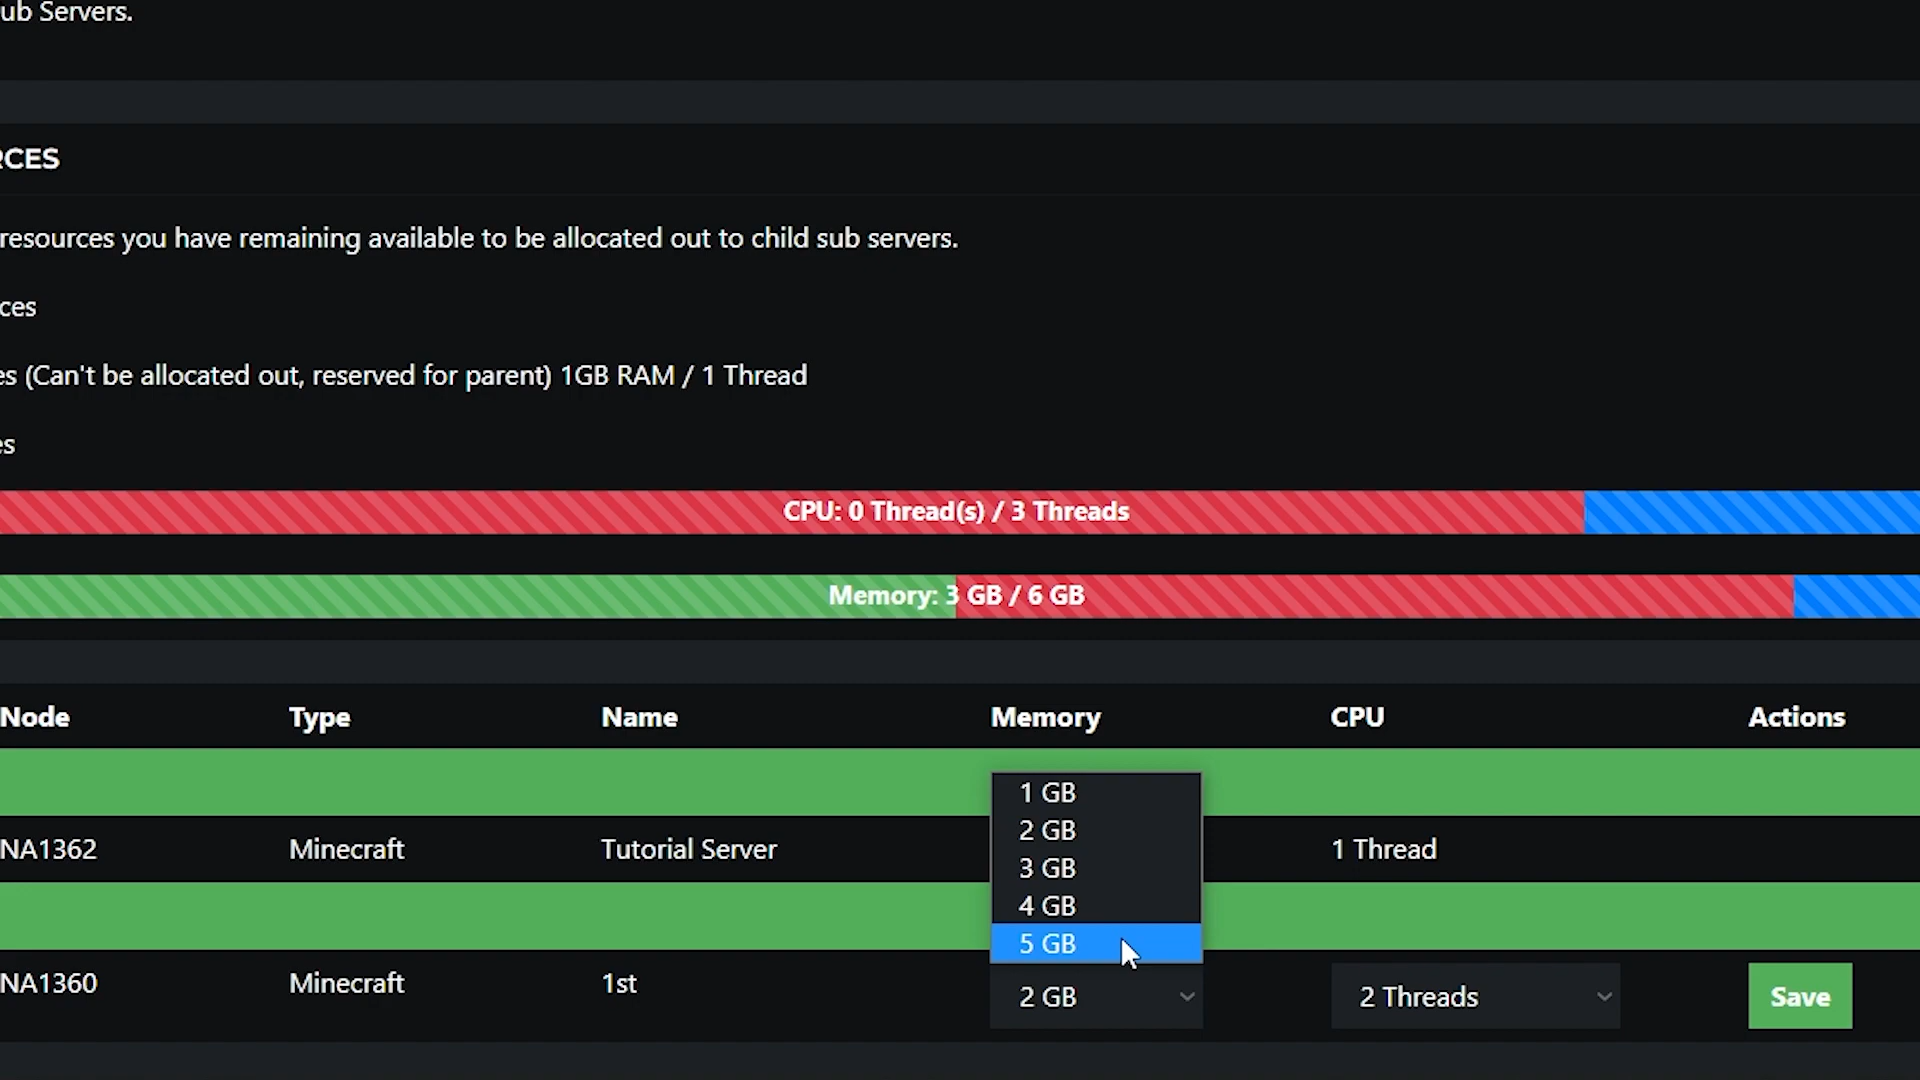 ub Servers.
RCES
resources you have remaining available to be allocated out to child sub servers.
ces
es (Can't be allocated out, reserved for parent) 1GB RAM / 1 Thread
es
CPU: 0 Thread(s) / 3 Threads
Memory: 3 GB / 6 GB
Node Type Name Memory CPU Actions
1 GB
2 GB
NA1362 Minecraft Tutorial Server 1 Thread
3 GB
4 GB
5 GB
NA1360 Minecraft 1st 2 GB 2 Threads Save